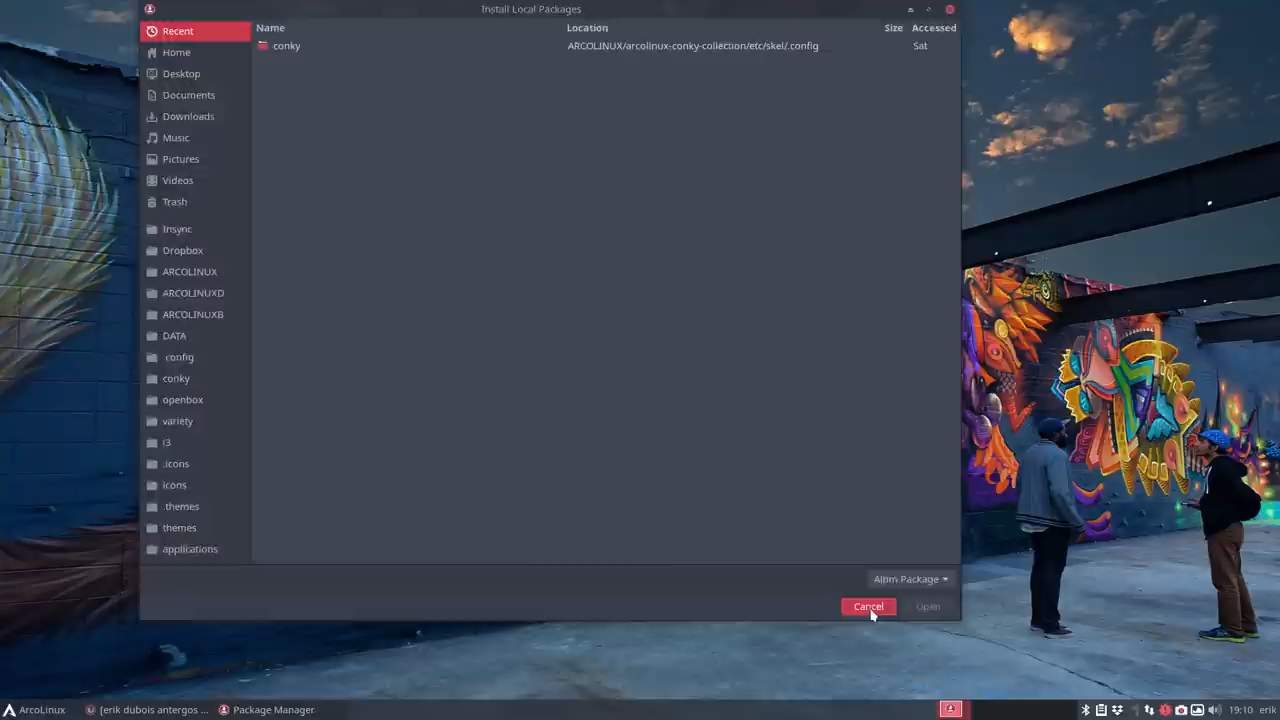 Install Local Packages
Recent
Name
Location
Size
Accessed
Home
conky
ARCOLINUX/arcolinux-conky-collection/etc/skel/.config
Sat
Desktop
Documents
Downloads
Music
Pictures
Videos
Trash
Insync
Dropbox
ARCOLINUX
ARCOLINUXD
ARCOLINUXB
DATA
.config
conky
openbox
variety
i3
.icons
icons
.themes
themes
applications
Alpm Package
Cancel
Open
ArcoLinux
[erik dubois antergos ...
Package Manager
19:10
erik